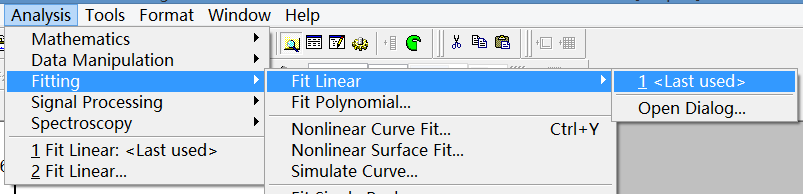 Analysis Tools Format Window Help
Mathematics
Data Manipulation
Fitting
Signal Processing
Spectroscopy
1 Fit Linear: <Last used>
2 Fit Linear...
Fit Linear
Fit Polynomial...
Nonlinear Curve Fit... Ctrl+Y
Nonlinear Surface Fit...
Simulate Curve...
1 <Last used>
Open Dialog...